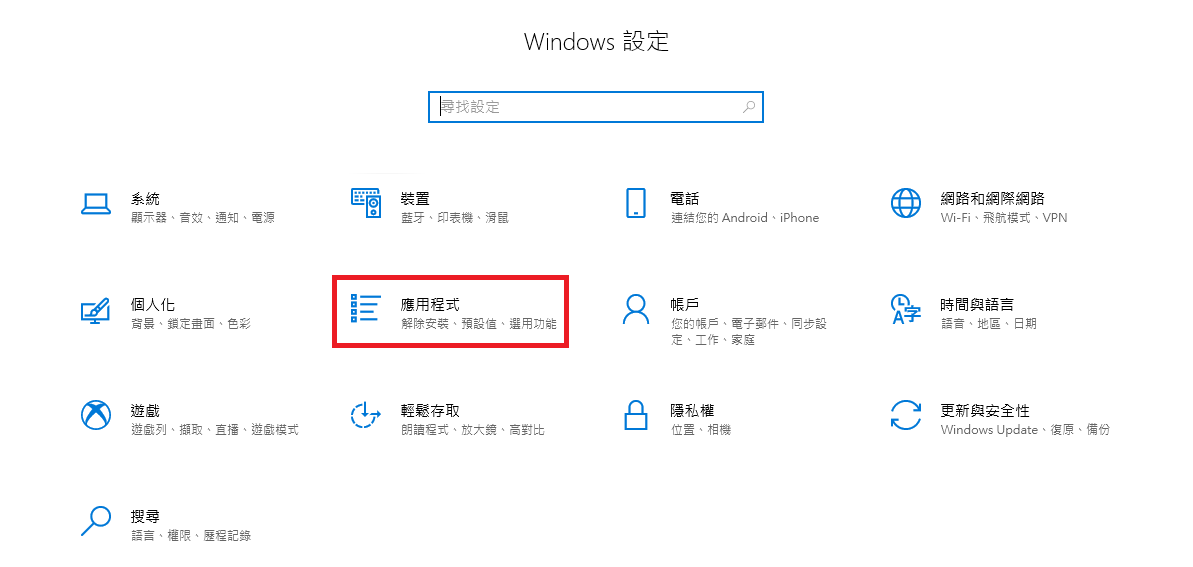 Windows 設定
尋找設定
系統
顯示器、音效、通知、電源
裝置
藍牙、印表機、滑鼠
電話
連結您的 Android、iPhone
網路和網際網路
Wi-Fi、飛航模式、VPN
個人化
背景、鎖定畫面、色彩
應用程式
解除安裝、預設值、選用功能
帳戶
您的帳戶、電子郵件、同步設
定、工作、家庭
時間與語言
語音、地區、日期
遊戲
遊戲列、擷取、直播、遊戲模式
輕鬆存取
朗讀程式、放大鏡、高對比
隱私權
位置、相機
更新與安全性
Windows Update、復原、備份
搜尋
語言、權限、歷程記錄